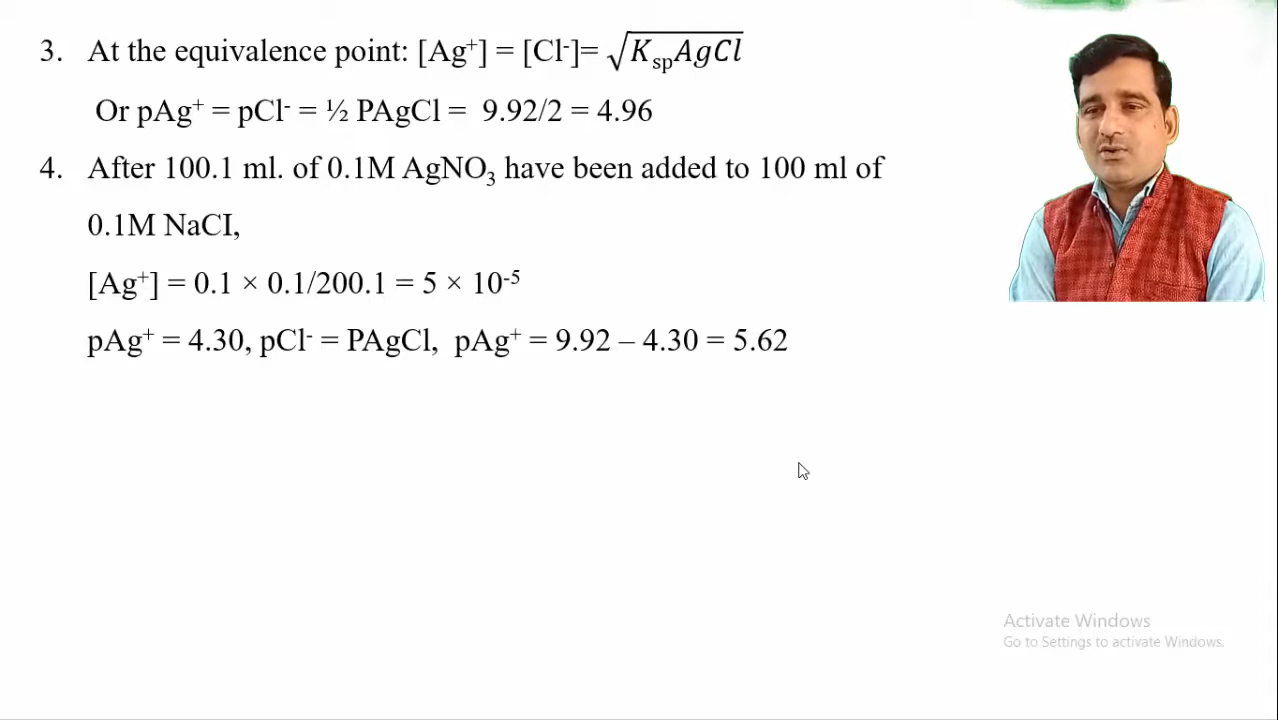 3. At the equivalence point: [Ag⁺] = [Cl⁻]= √KₛₚAgCl
Or pAg⁺ = pCl⁻ = ½ PAgCl = 9.92/2 = 4.96
4. After 100.1 ml. of 0.1M AgNO₃ have been added to 100 ml of
0.1M NaCI,
[Ag⁺] = 0.1 × 0.1/200.1 = 5 × 10⁻⁵
pAg⁺ = 4.30, pCl⁻ = PAgCl, pAg⁺ = 9.92 – 4.30 = 5.62
Activate Windows
Go to Settings to activate Windows.